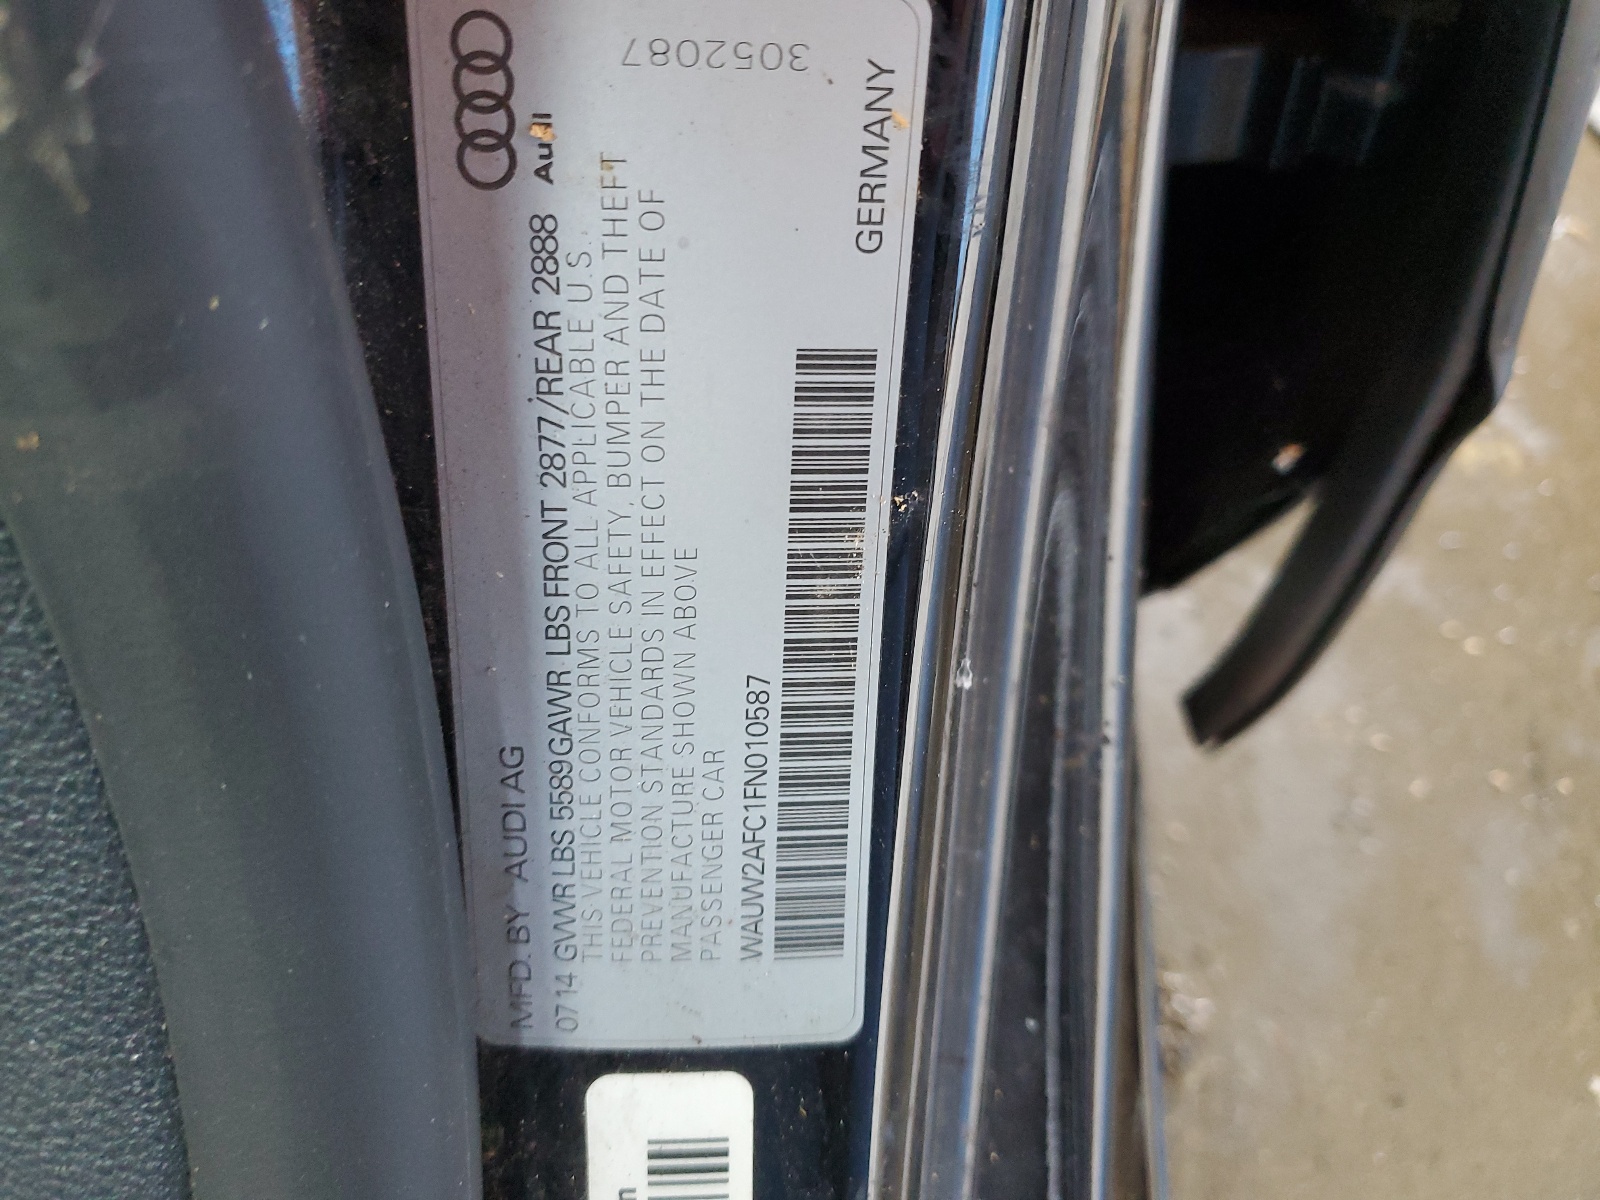 Audi
MFD. BY AUDI AG
0714 GWWR LBS 5589 GAWR LBS FRONT 2877/REAR 2888
THIS VEHICLE CONFORMS TO ALL APPLICABLE U.S.
FEDERAL MOTOR VEHICLE SAFETY, BUMPER AND THEFT
PREVENTION STANDARDS IN EFFECT ON THE DATE OF
MANUFACTURE SHOWN ABOVE
PASSENGER CAR
WAUW2AFC1FN010587
GERMANY
3052087